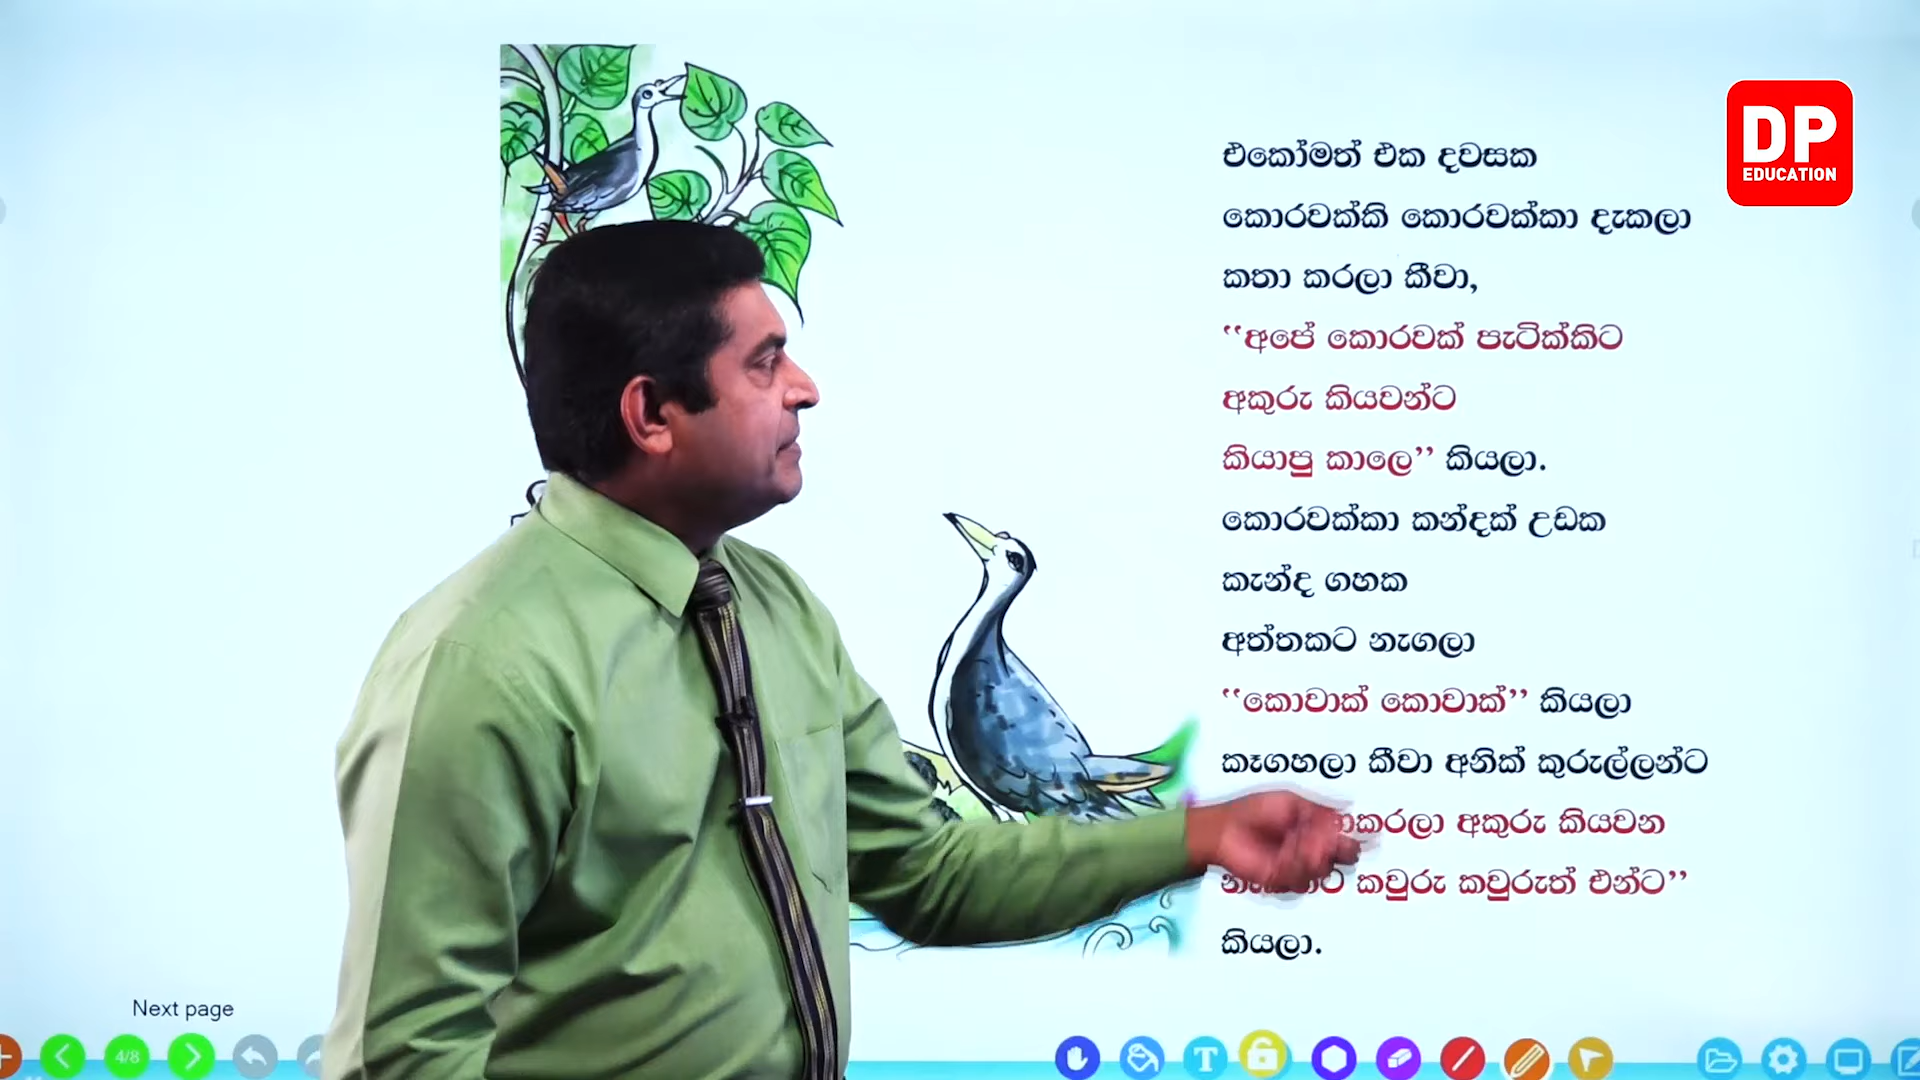 DP
EDUCATION
එකෝමත් එක දවසක
කොරවක්කි කොරවක්කා දැකලා
කතා කරලා කීවා,
“අපේ කොරවක් පැටික්කිට
අකුරු කියවන්ට
කියාපු කාලෙ” කියලා.
කොරවක්කා කන්දක් උඩක
කැන්ද ගහක
අත්තකට නැගලා
“කොවාක් කොවාක්” කියලා
කෑගහලා කීවා අනික් කුරුල්ලන්ට
අකුරු කියවන
කවුරු කවුරුත් එන්ට”
කියලා.
Next page
4/8
T